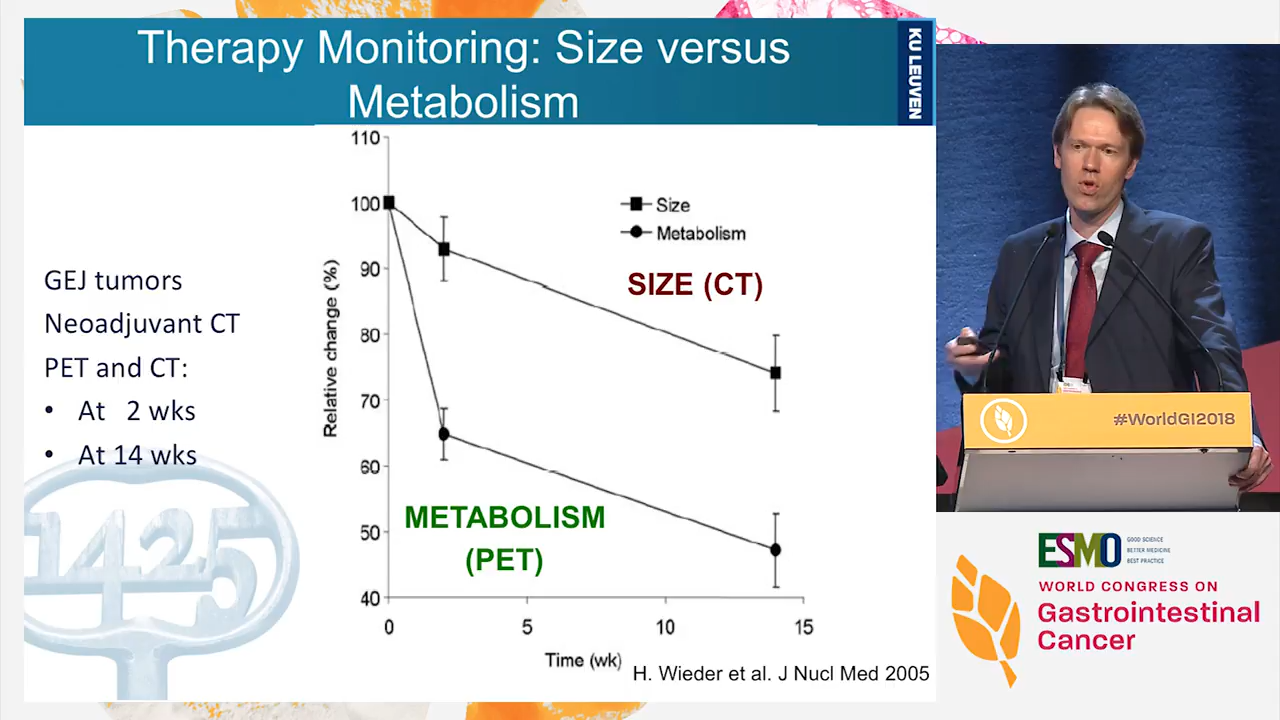 Therapy Monitoring: Size versus
Metabolism
KU LEUVEN
GEJ tumors
Neoadjuvant CT
PET and CT:
• At 2 wks
• At 14 wks
1425
Relative change (%)
110
100
90
80
70
60
50
40
Size
Metabolism
SIZE (CT)
METABOLISM
(PET)
0 5 10 15
Time (wk)
H. Wieder et al. J Nucl Med 2005
#WorldGI2018
ESMO
GOOD SCIENCE
BETTER MEDICINE
BEST PRACTICE
WORLD CONGRESS ON
Gastrointestinal
Cancer